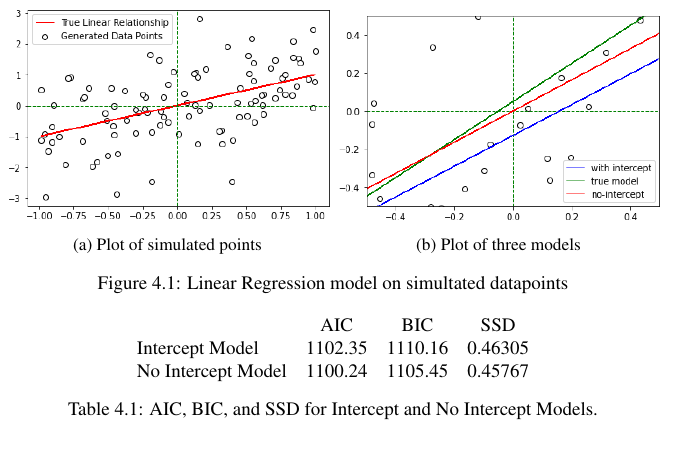 True Linear Relationship
Generated Data Points
3
2
1
0
−1
−2
−3
−1.00 −0.75 −0.50 −0.25 0.00 0.25 0.50 0.75 1.00
(a) Plot of simulated points
0.4
0.2
0.0
−0.2
−0.4
−0.4 −0.2 0.0 0.2 0.4
with intercept
true model
no-intercept
(b) Plot of three models
Figure 4.1: Linear Regression model on simultated datapoints
AIC BIC SSD
Intercept Model 1102.35 1110.16 0.46305
No Intercept Model 1100.24 1105.45 0.45767
Table 4.1: AIC, BIC, and SSD for Intercept and No Intercept Models.